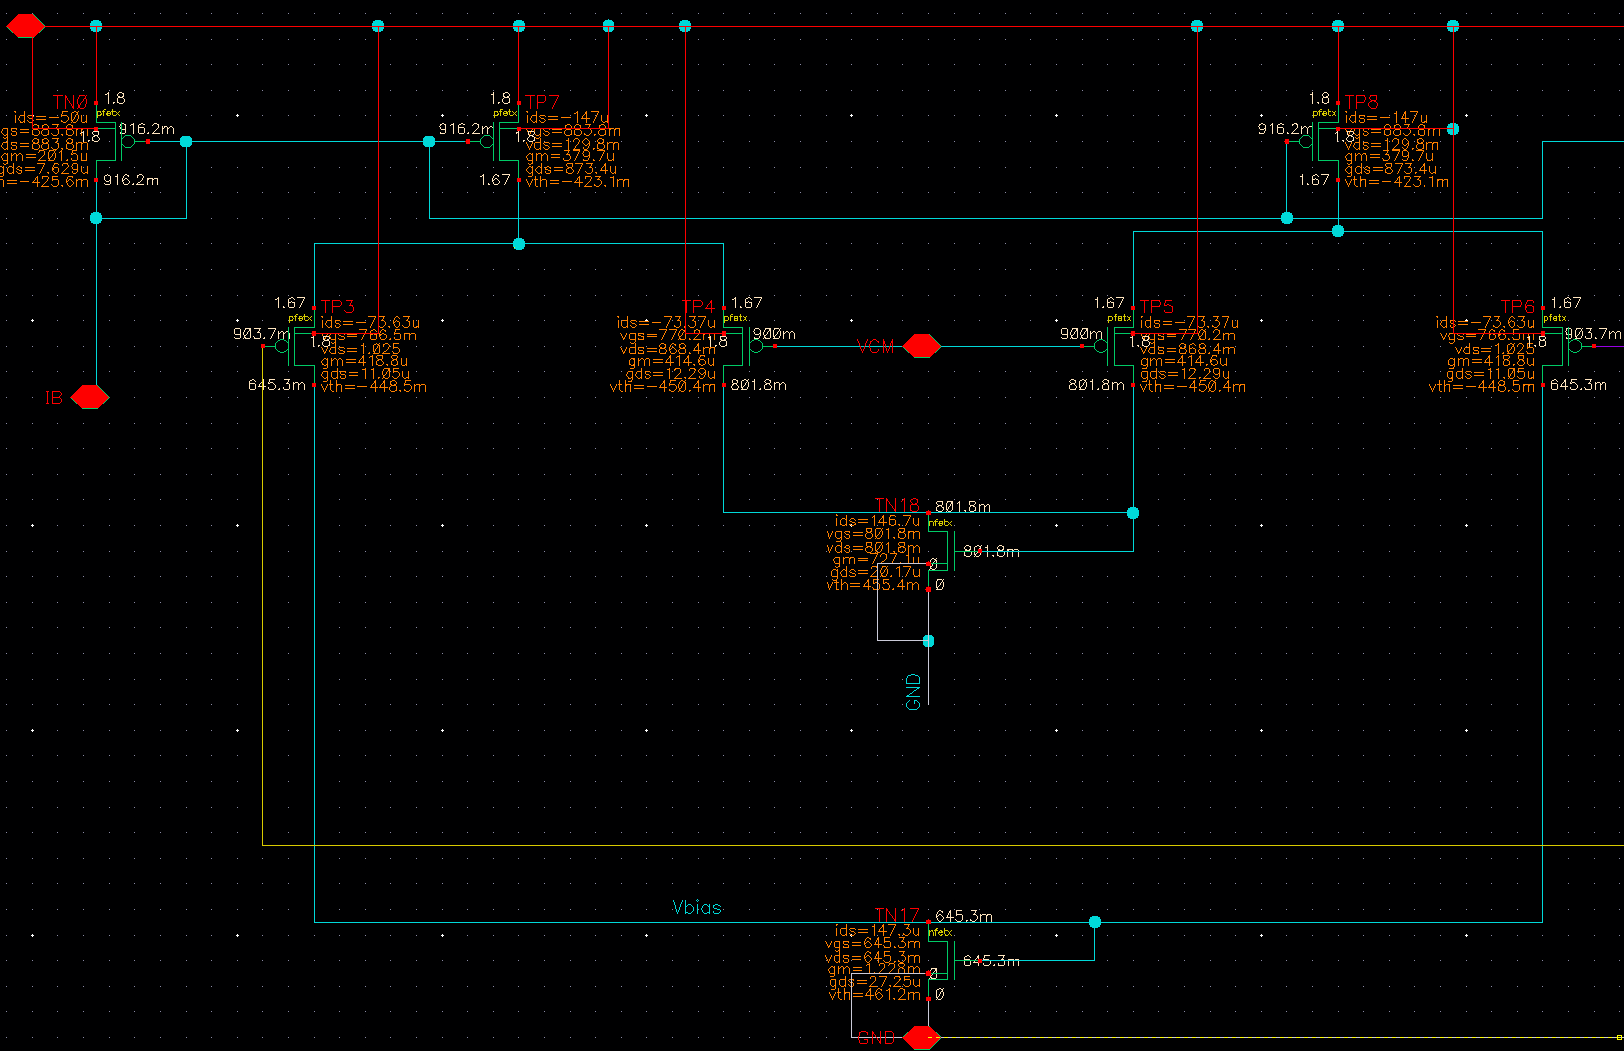 TN0
1.8
pfetx
ids=-50u
gs=883.8m
ds=883.8m
gm=201.5u
gds=7.629u
h=-425.6m
1.8
916.2m
916.2m
IB
1.8
TP7
pfetx
ids=-147u
vgs=883.8m
vds=129.8m
gm=379.7u
gds=873.4u
vth=-423.1m
916.2m
1.8
1.67
1.8
TP8
ids=-147u
pfetx
vgs=883.8m
vds=129.8m
gm=379.7u
gds=873.4u
vth=-423.1m
916.2m
1.8
1.67
1.67
TP3
pfetx
ids=-73.63u
vgs=766.5m
vds=1.025
gm=418.8u
gds=11.05u
vth=-448.5m
903.7m
1.8
645.3m
TP4
1.67
pfetx
ids=-73.37u
vgs=770.2m
vds=868.4m
gm=414.6u
gds=12.29u
vth=-450.4m
1.8
900m
801.8m
VCM
1.67
TP5
pfetx
ids=-73.37u
vgs=770.2m
vds=868.4m
gm=414.6u
gds=12.29u
vth=-450.4m
900m
1.8
801.8m
TP6
1.67
pfetx
ids=-73.63u
vgs=766.5m
vds=1.025
gm=418.8u
gds=11.05u
vth=-448.5m
1.8
903.7m
645.3m
TN18
801.8m
ids=146.7u
nfetx
vgs=801.8m
vds=801.8m
gm=727.1u
gds=20.17u
vth=455.4m
801.8m
0
0
GND
Vbias
TN17
645.3m
ids=147.3u
nfetx
vgs=645.3m
vds=645.3m
gm=1.228m
gds=27.25u
vth=461.2m
645.3m
0
0
GND